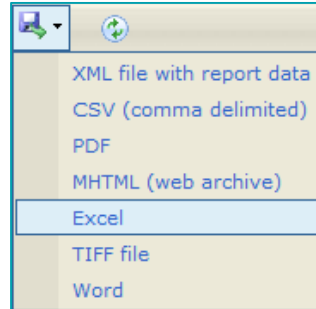 XML file with report data
CSV (comma delimited)
PDF
MHTML (web archive)
Excel
TIFF file
Word